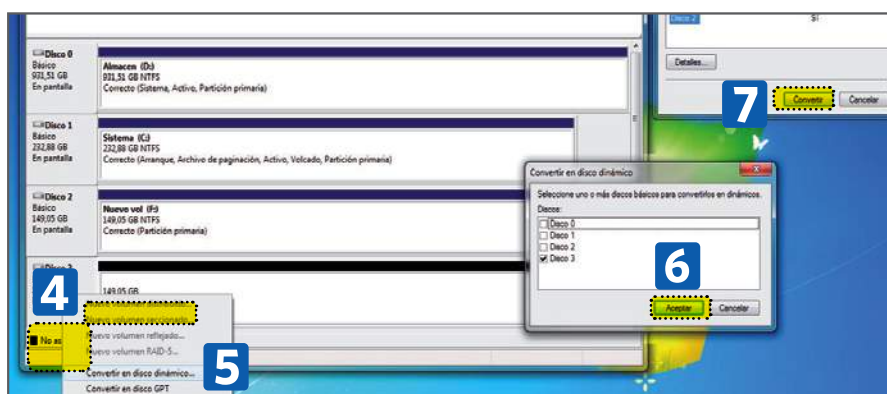 Disco 2 Sí
Detalles...
7
Convertir Cancelar
Disco 0
Básico
931,51 GB
En pantalla
Almacen (D:)
931,51 GB NTFS
Correcto (Sistema, Activo, Partición primaria)
Disco 1
Básico
232,88 GB
En pantalla
Sistema (C:)
232,88 GB NTFS
Correcto (Arranque, Archivo de paginación, Activo, Volcado, Partición primaria)
Disco 2
Básico
149,05 GB
En pantalla
Nuevo vol (F:)
149,05 GB NTFS
Correcto (Partición primaria)
Disco 3
149,05 GB
4
No as
Nuevo volumen seccionado...
Nuevo volumen reflejado...
Nuevo volumen RAID-5...
Convertir en disco dinámico...
Convertir en disco GPT
5
Convertir en disco dinámico
Seleccione uno o más discos básicos para convertirlos en dinámicos.
Discos:
Disco 0
Disco 1
Disco 2
Disco 3
6
Aceptar Cancelar